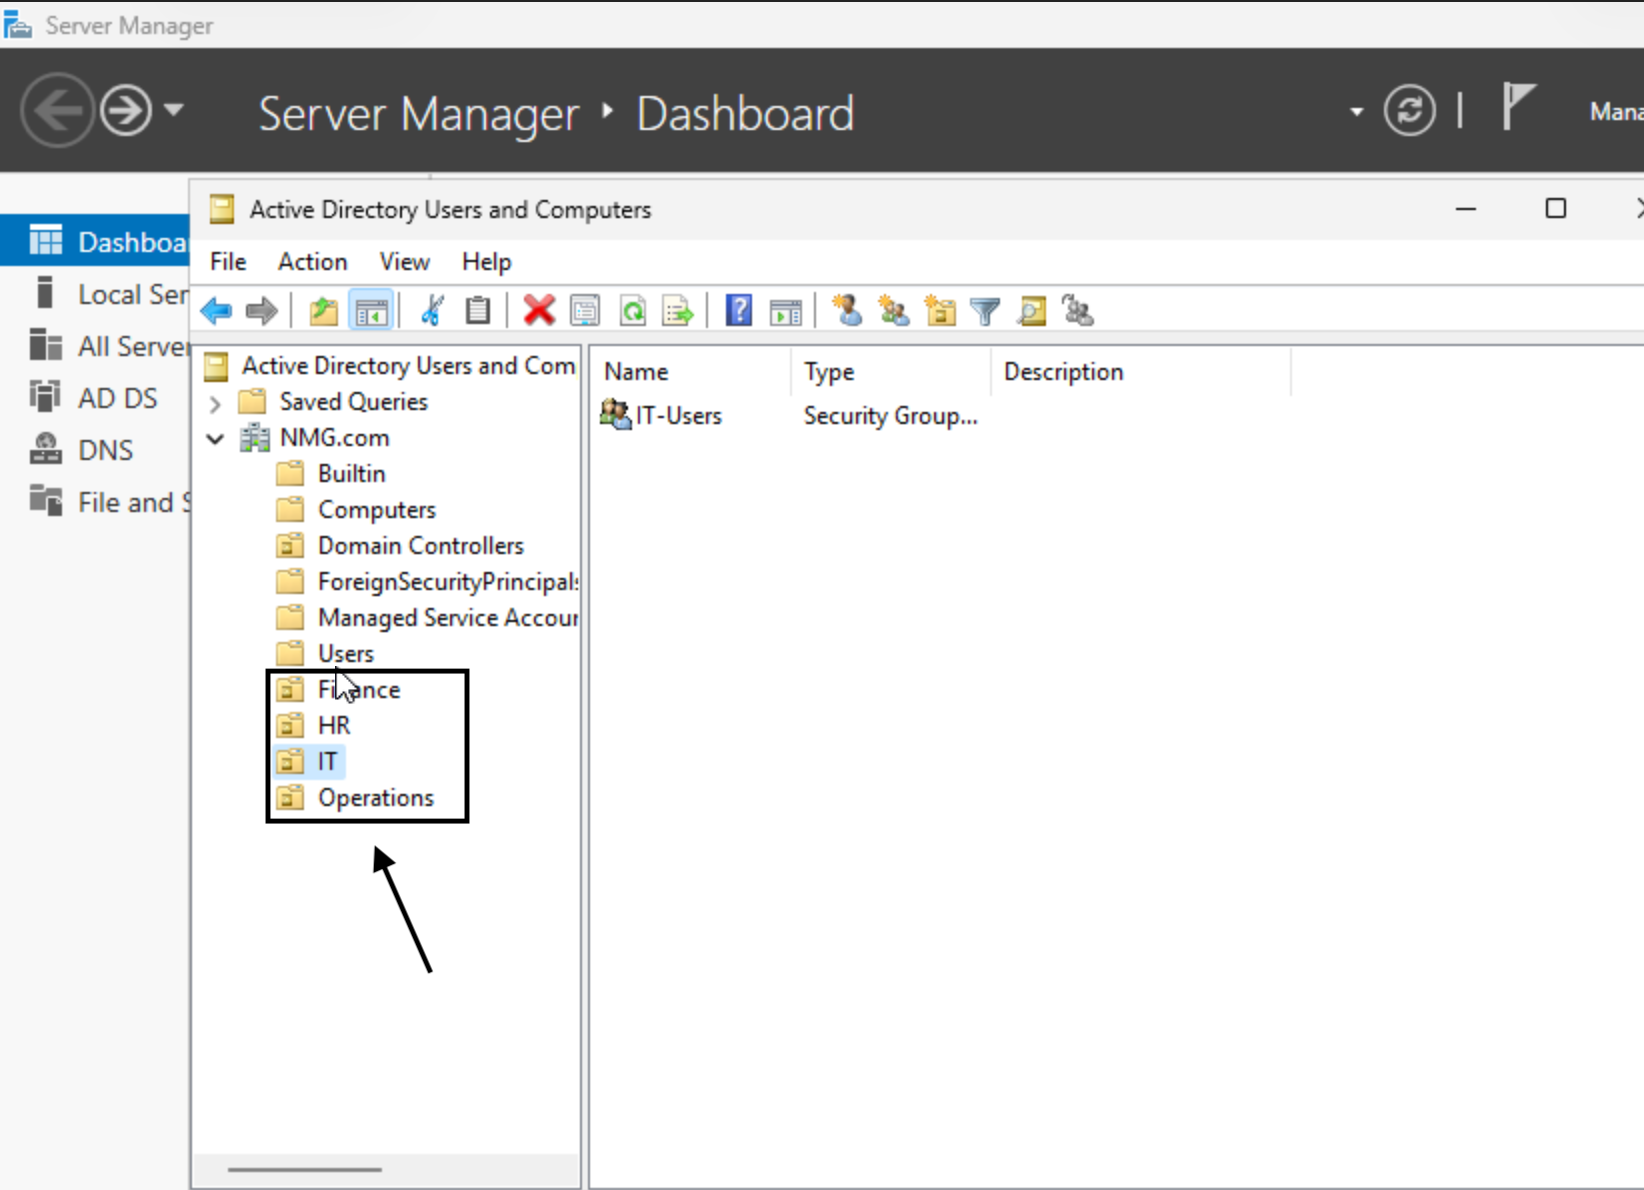 Server Manager
Server Manager ‣ Dashboard
Mana
Active Directory Users and Computers
File Action View Help
Dashboa
Local Ser
All Server
AD DS
DNS
File and S
Active Directory Users and Com
Saved Queries
NMG.com
Builtin
Computers
Domain Controllers
ForeignSecurityPrincipals
Managed Service Accoun
Users
Finance
HR
IT
Operations
Name Type Description
IT-Users Security Group...